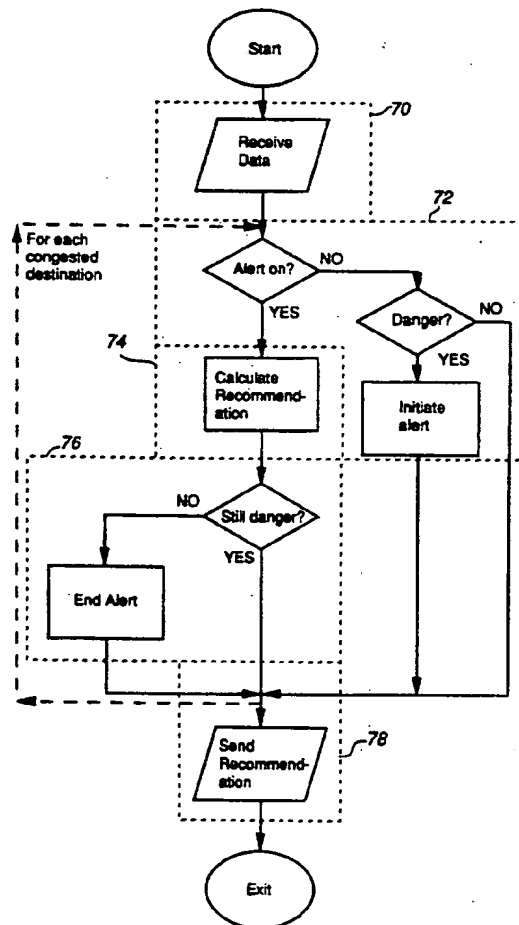 Start
70
Receive
Data
72
For each
congested
destination
Alert on?
NO
YES
Danger?
NO
YES
74
Calculate
Recommend-
ation
Initiate
alert
76
NO
Still danger?
YES
End Alert
78
Send
Recommend-
ation
Exit